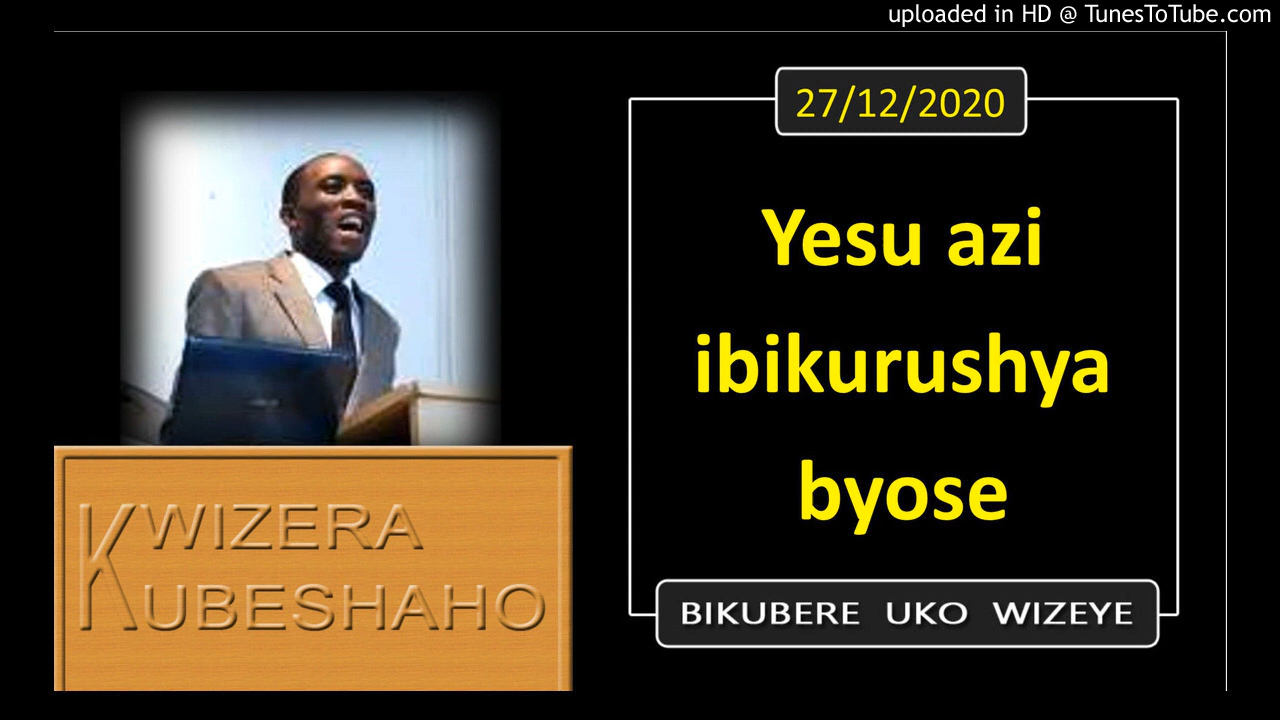 uploaded in HD @ TunesToTube.com
27/12/2020
Yesu azi
ibikurushya
byose
BIKUBERE UKO WIZEYE
KWIZERA
KUBESHAHO